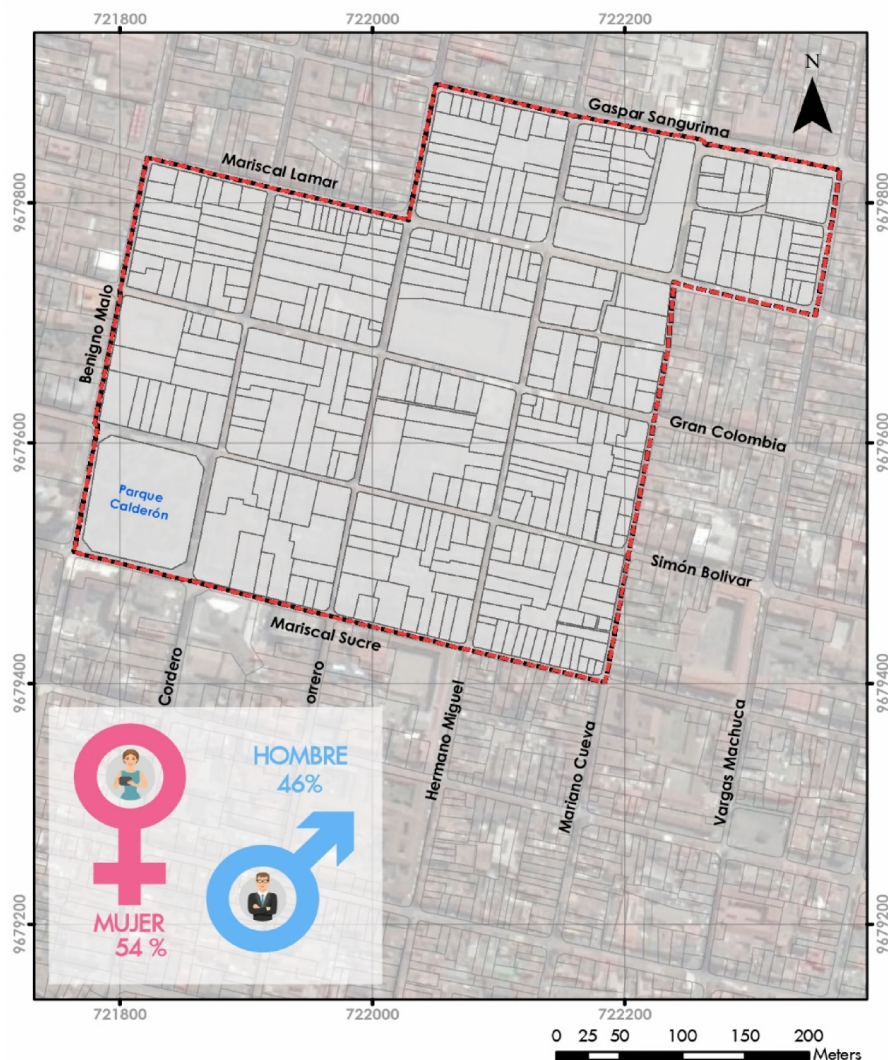 721800
722000
722200
N
Gaspar Sangurima
Mariscal Lamar
9679800
9679800
Benigno Malo
9679600
9679600
Gran Colombia
Parque
Calderón
Simón Bolivar
Mariscal Sucre
9679400
9679400
Cordero
orrero
Hermano Miguel
Mariano Cueva
Vargas Machuca
HOMBRE
46%
MUJER
54 %
9679200
9679200
721800
722000
722200
0 25 50 100 150 200
Meters